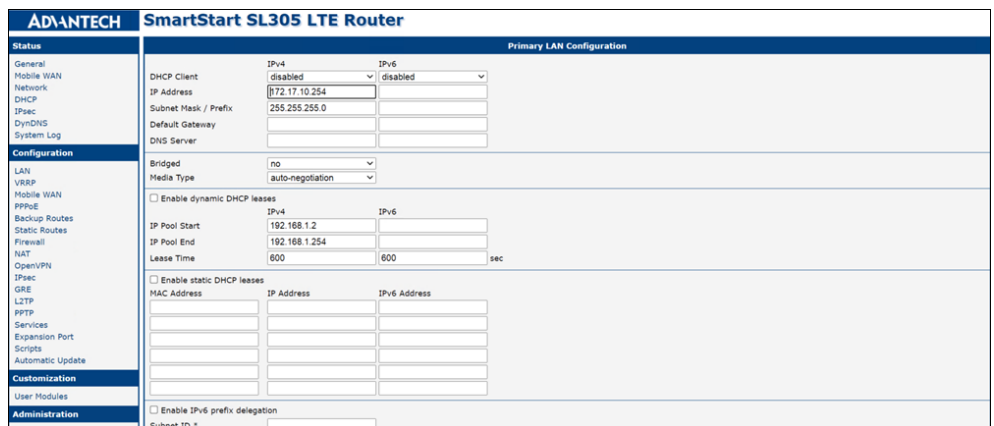 ADVANTECH SmartStart SL305 LTE Router
Status
General
Mobile WAN
Network
DHCP
IPsec
DynDNS
System Log
Configuration
LAN
VRRP
Mobile WAN
PPPoE
Backup Routes
Static Routes
Firewall
NAT
OpenVPN
IPsec
GRE
L2TP
PPTP
Services
Expansion Port
Scripts
Automatic Update
Customization
User Modules
Administration
Primary LAN Configuration
IPv4 IPv6
DHCP Client disabled disabled
IP Address 172.17.10.254
Subnet Mask / Prefix 255.255.255.0
Default Gateway
DNS Server
Bridged no
Media Type auto-negotiation
Enable dynamic DHCP leases
IPv4 IPv6
IP Pool Start 192.168.1.2
IP Pool End 192.168.1.254
Lease Time 600 600 sec
Enable static DHCP leases
MAC Address IP Address IPv6 Address
Enable IPv6 prefix delegation
Subnet ID *